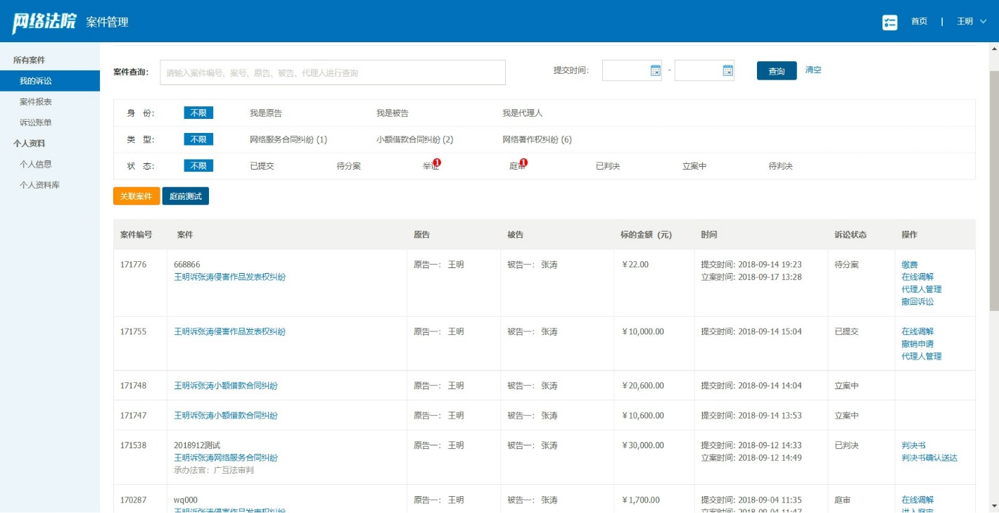 网络法院 案件管理 首页 | 王明
所有案件
我的诉讼
案件报表
诉讼账单
个人资料
个人信息
个人资料库
案件查询: 请输入案件编号、案号、原告、被告、代理人进行查询 提交时间: - 查询 清空
身 份: 不限 我是原告 我是被告 我是代理人
类 型: 不限 网络服务合同纠纷 (1) 小额借款合同纠纷 (2) 网络著作权纠纷 (6)
状 态: 不限 已提交 待分案 举证 1 庭审 1 已判决 立案中 待判决
关联案件 庭前测试
案件编号 案件 原告 被告 标的金额（元） 时间 诉讼状态 操作
171776 668866 原告一： 王明 被告一： 张涛 ￥22.00 提交时间: 2018-09-14 19:23 待分案 缴费
王明诉张涛侵害作品发表权纠纷 立案时间: 2018-09-17 13:28 在线调解
代理人管理
撤回诉讼
171755 王明诉张涛侵害作品发表权纠纷 原告一： 王明 被告一： 张涛 ￥10,000.00 提交时间: 2018-09-14 15:04 已提交 在线调解
撤销申请
代理人管理
171748 王明诉张涛小额借款合同纠纷 原告一： 王明 被告一： 张涛 ￥20,600.00 提交时间: 2018-09-14 14:04 立案中
171747 王明诉张涛小额借款合同纠纷 原告一： 王明 被告一： 张涛 ￥10,600.00 提交时间: 2018-09-14 13:53 立案中
171538 2018912测试 原告一： 王明 被告一： 张涛 ￥30,000.00 提交时间: 2018-09-12 14:33 已判决 判决书
王明诉张涛网络服务合同纠纷 立案时间: 2018-09-12 14:49 判决书确认送达
承办法官：广互法审判
170287 wq000 原告一： 王明 被告一： 张涛 ￥1,700.00 提交时间: 2018-09-04 11:35 庭审 在线调解
王明诉张涛侵害作品发表权纠纷 立案时间: 2018-09-04 11:47 进入庭审